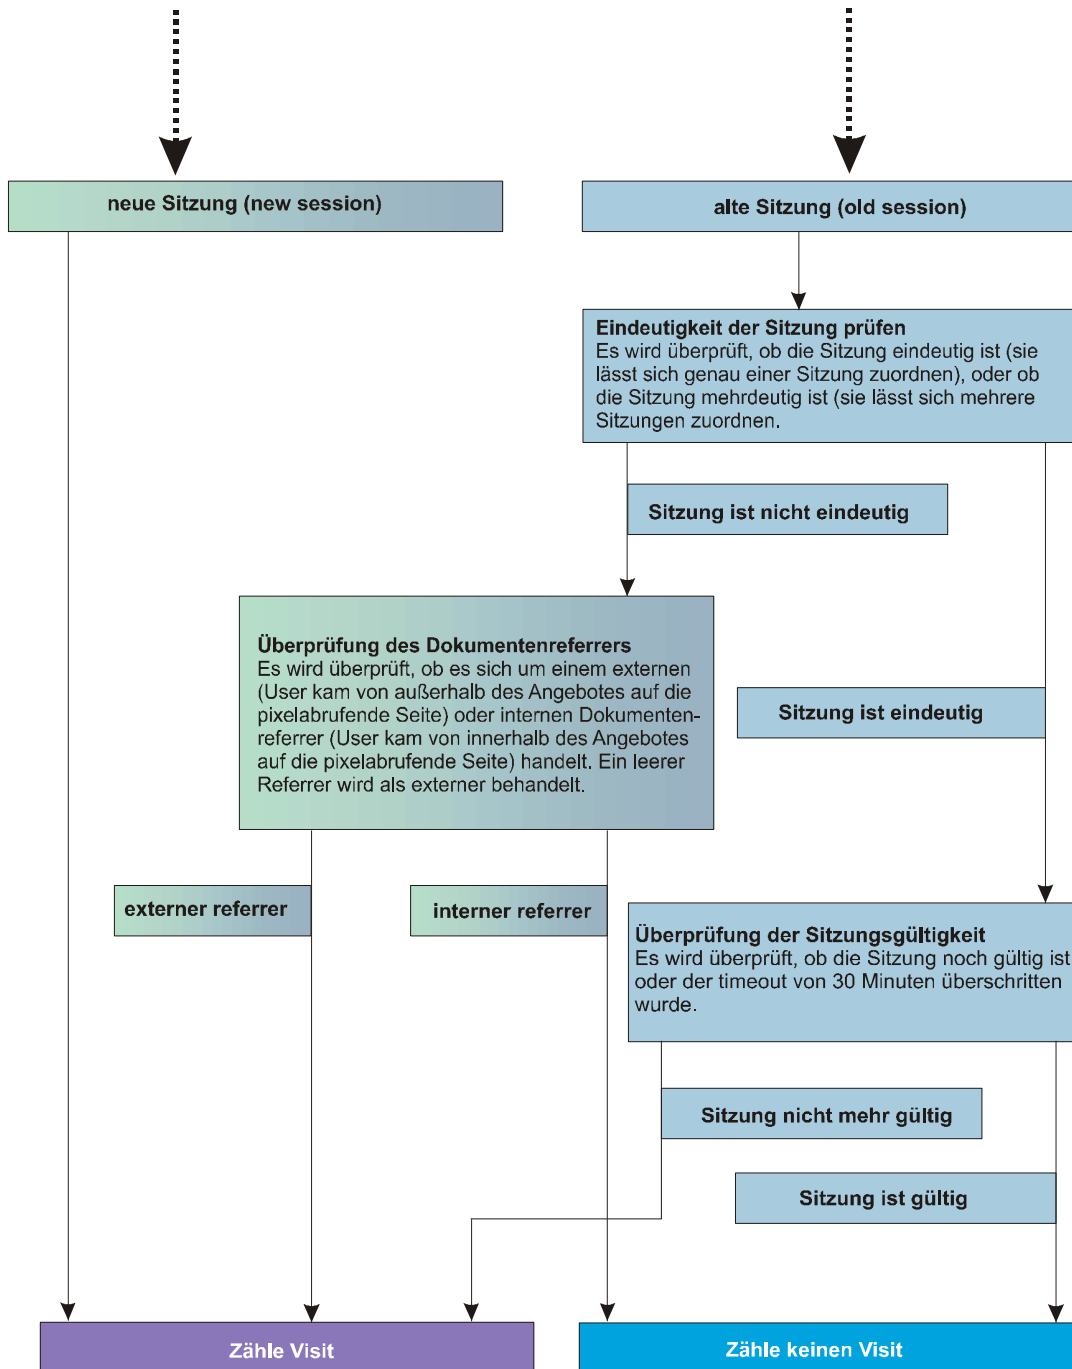 neue Sitzung (new session)
alte Sitzung (old session)
Eindeutigkeit der Sitzung prüfen
Es wird überprüft, ob die Sitzung eindeutig ist (sie
lässt sich genau einer Sitzung zuordnen), oder ob
die Sitzung mehrdeutig ist (sie lässt sich mehrere
Sitzungen zuordnen.
Sitzung ist nicht eindeutig
Überprüfung des Dokumentenreferrers
Es wird überprüft, ob es sich um einem externen
(User kam von außerhalb des Angebotes auf die
pixelabrufende Seite) oder internen Dokumenten-
referrer (User kam von innerhalb des Angebotes
auf die pixelabrufende Seite) handelt. Ein leerer
Referrer wird als externer behandelt.
Sitzung ist eindeutig
externer referrer
interner referrer
Überprüfung der Sitzungsgültigkeit
Es wird überprüft, ob die Sitzung noch gültig ist
oder der timeout von 30 Minuten überschritten
wurde.
Sitzung nicht mehr gültig
Sitzung ist gültig
Zähle Visit
Zähle keinen Visit